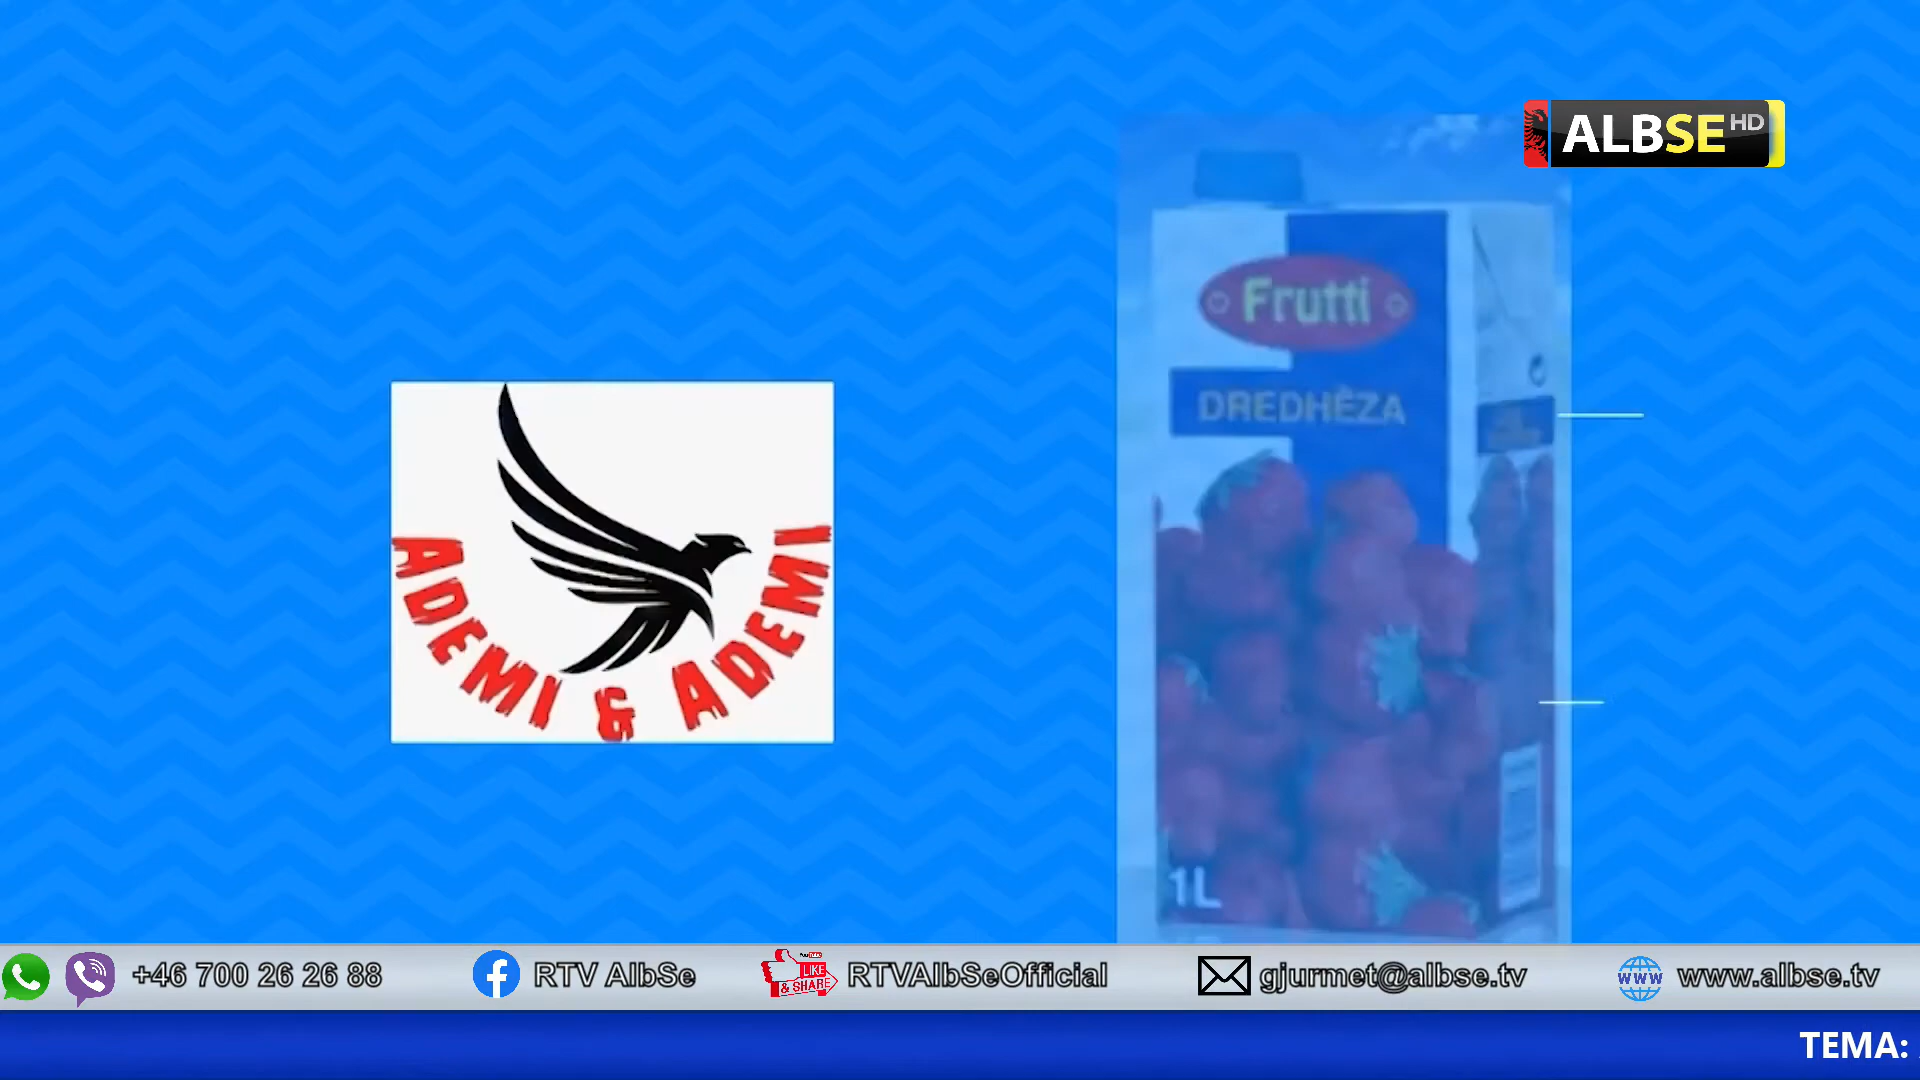 ALBSE HD
Frutti
DREDHËZA
1L
ADEMI & ADEMI
+46 700 26 26 88
RTV AlbSe
YouTube
LIKE
& SHARE
RTVAlbSeOfficial
gjurmet@albse.tv
WWW
www.albse.tv
TEMA: